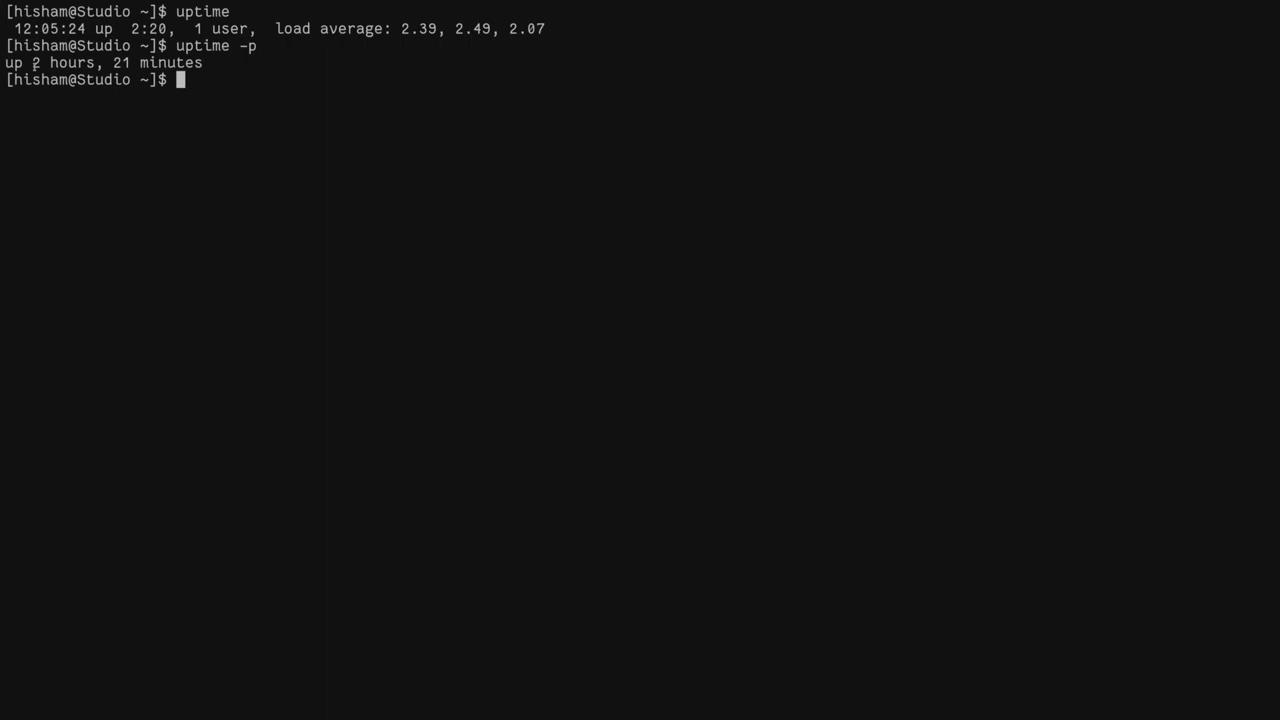 [hisham@Studio ~]$ uptime
 12:05:24 up  2:20,  1 user,  load average: 2.39, 2.49, 2.07
[hisham@Studio ~]$ uptime -p
up 2 hours, 21 minutes
[hisham@Studio ~]$